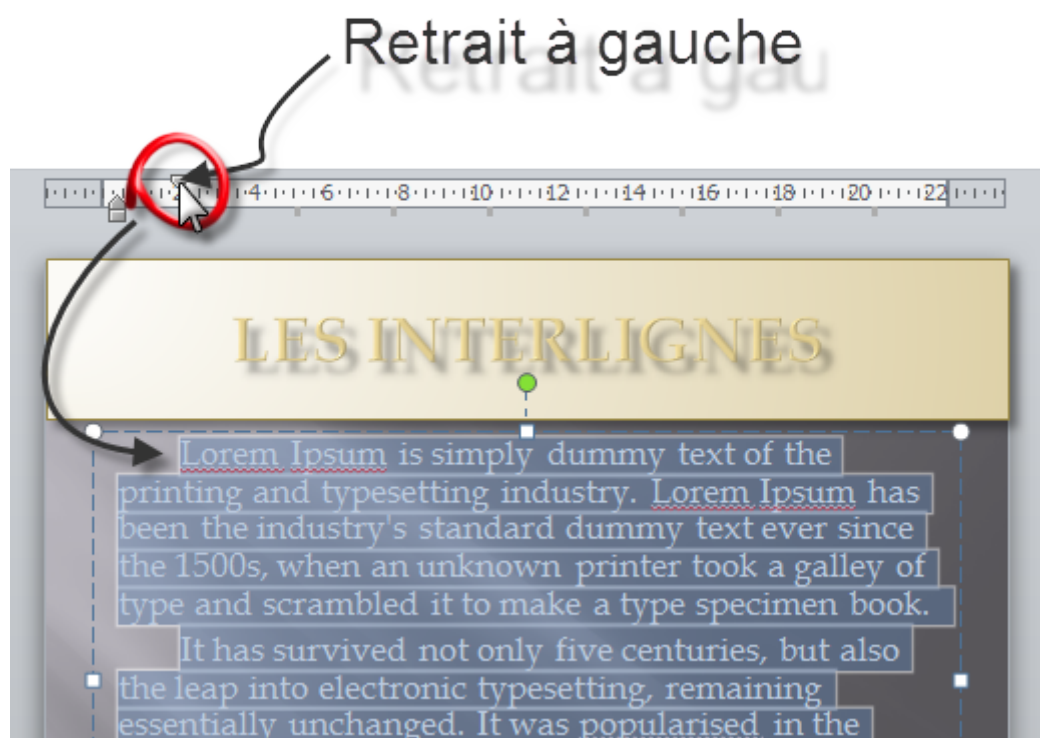 Retrait à gauche
2 4 6 8 10 12 14 16 18 20 22
LES INTERLIGNES
Lorem Ipsum is simply dummy text of the
printing and typesetting industry. Lorem Ipsum has
been the industry's standard dummy text ever since
the 1500s, when an unknown printer took a galley of
type and scrambled it to make a type specimen book.
It has survived not only five centuries, but also
the leap into electronic typesetting, remaining
essentially unchanged. It was popularised in the